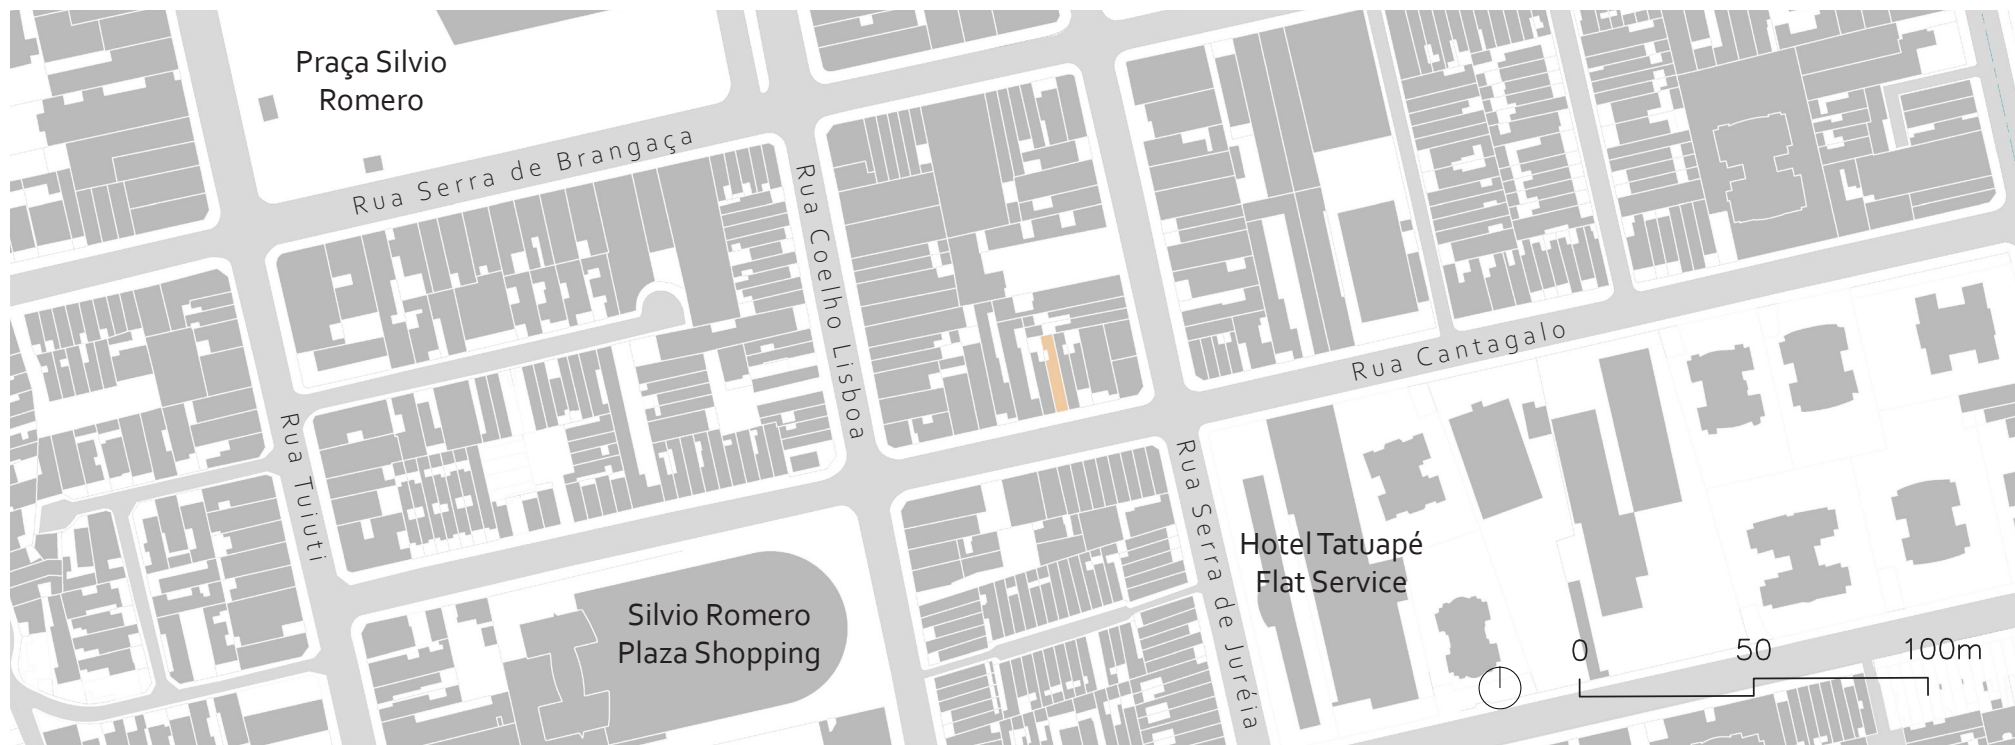 Praça Silvio
Romero
Rua Serra de Brangaça
Rua Coelho Lisboa
Rua Cantagalo
Rua Tuiuti
Rua Serra de Juréia
Hotel Tatuapé
Flat Service
Silvio Romero
Plaza Shopping
0 50 100m